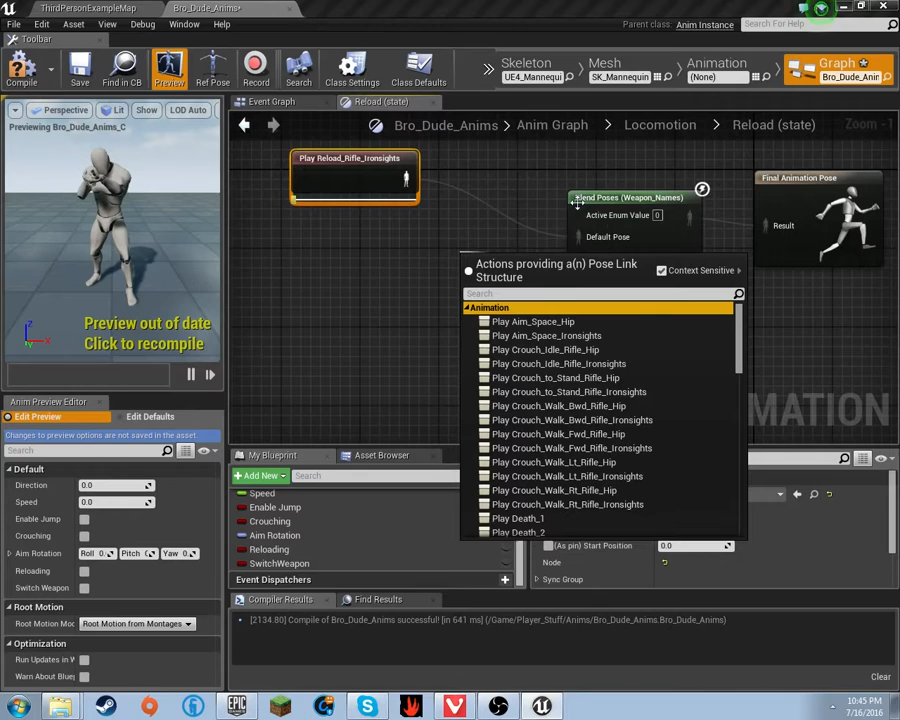 ThirdPersonExampleMap
Bro_Dude_Anims*
File Edit Asset View Debug Window Help
Parent class: Anim Instance
Search For Help
Toolbar
Compile Save Find in CB Preview Ref Pose Record Search Class Settings Class Defaults
Skeleton
UE4_Mannequi
Mesh
SK_Mannequin
Animation
(None)
Graph
Bro_Dude_Anin
Perspective Lit Show LOD Auto
Previewing Bro_Dude_Anims_C
Preview out of date
Click to recompile
Event Graph
Reload (state)
Bro_Dude_Anims > Anim Graph > Locomotion > Reload (state)
Zoom -1
Play Reload_Rifle_Ironsights
Blend Poses (Weapon_Names)
Active Enum Value 0
Default Pose
Final Animation Pose
Result
Actions providing a(n) Pose Link Structure
Context Sensitive
Search
Animation
Play Aim_Space_Hip
Play Aim_Space_Ironsights
Play Crouch_Idle_Rifle_Hip
Play Crouch_Idle_Rifle_Ironsights
Play Crouch_to_Stand_Rifle_Hip
Play Crouch_to_Stand_Rifle_Ironsights
Play Crouch_Walk_Bwd_Rifle_Hip
Play Crouch_Walk_Bwd_Rifle_Ironsights
Play Crouch_Walk_Fwd_Rifle_Hip
Play Crouch_Walk_Fwd_Rifle_Ironsights
Play Crouch_Walk_Lt_Rifle_Hip
Play Crouch_Walk_Lt_Rifle_Ironsights
Play Crouch_Walk_Rt_Rifle_Hip
Play Crouch_Walk_Rt_Rifle_Ironsights
Play Death_1
Play Death_2
MATION
Anim Preview Editor
Edit Preview
Edit Defaults
Changes to preview options are not saved in the asset.
Search
Default
Direction 0.0
Speed 0.0
Enable Jump
Crouching
Aim Rotation Roll 0. Pitch Yaw 0.
Reloading
Switch Weapon
Root Motion
Root Motion Mod Root Motion from Montages
Optimization
Run Updates in W
Warn About Bluep
My Blueprint
Asset Browser
Add New
Search
Speed
Enable Jump
Crouching
Aim Rotation
Reloading
SwitchWeapon
Event Dispatchers
(As pin) Start Position 0.0
Node
Sync Group
Compiler Results
Find Results
[2134.80] Compile of Bro_Dude_Anims successful! [in 641 ms] (/Game/Player_Stuff/Anims/Bro_Dude_Anims.Bro_Dude_Anims)
Clear
EPIC
10:45 PM
7/16/2016